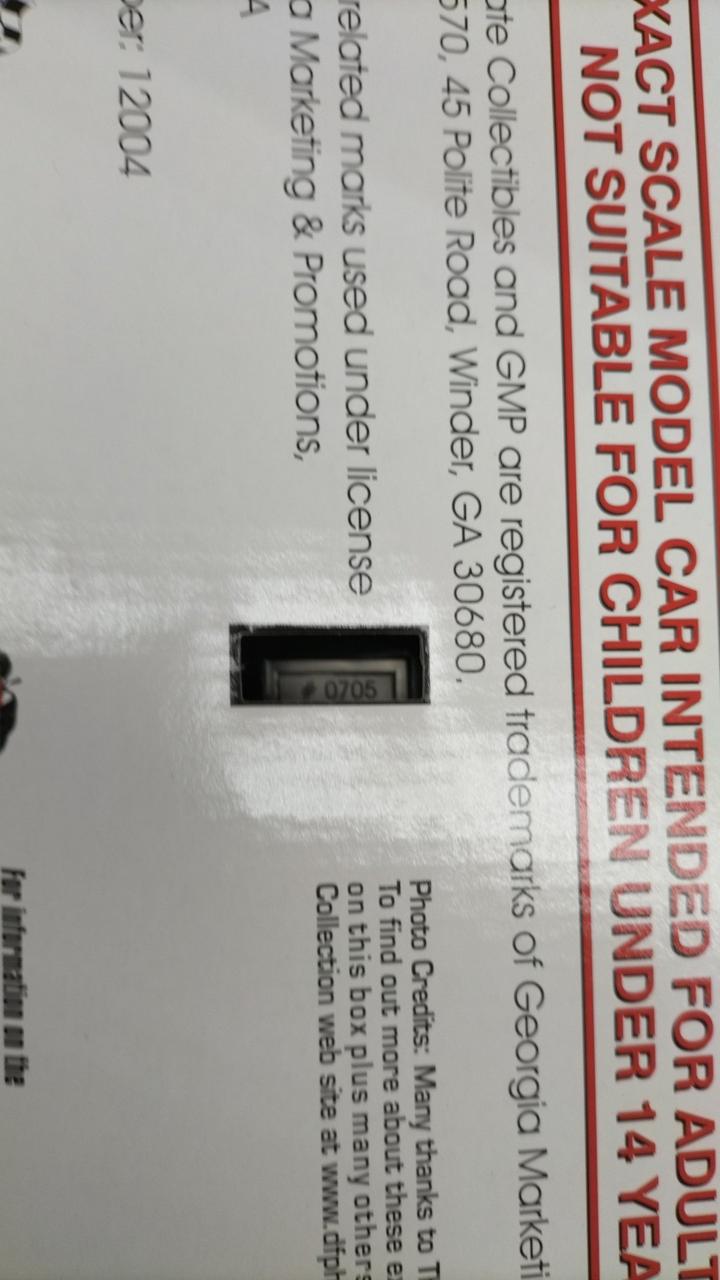 XACT SCALE MODEL CAR INTENDED FOR ADULT
NOT SUITABLE FOR CHILDREN UNDER 14 YEA
ate Collectibles and GMP are registered trademarks of Georgia Marketi
570, 45 Polite Road, Winder, GA 30680.
related marks used under license
a Marketing & Promotions,
A
ber: 12004
# 0705
Photo Credits: Many thanks to T
To find out more about these e
on this box plus many others
Collection web site at www.dfph
For information on the